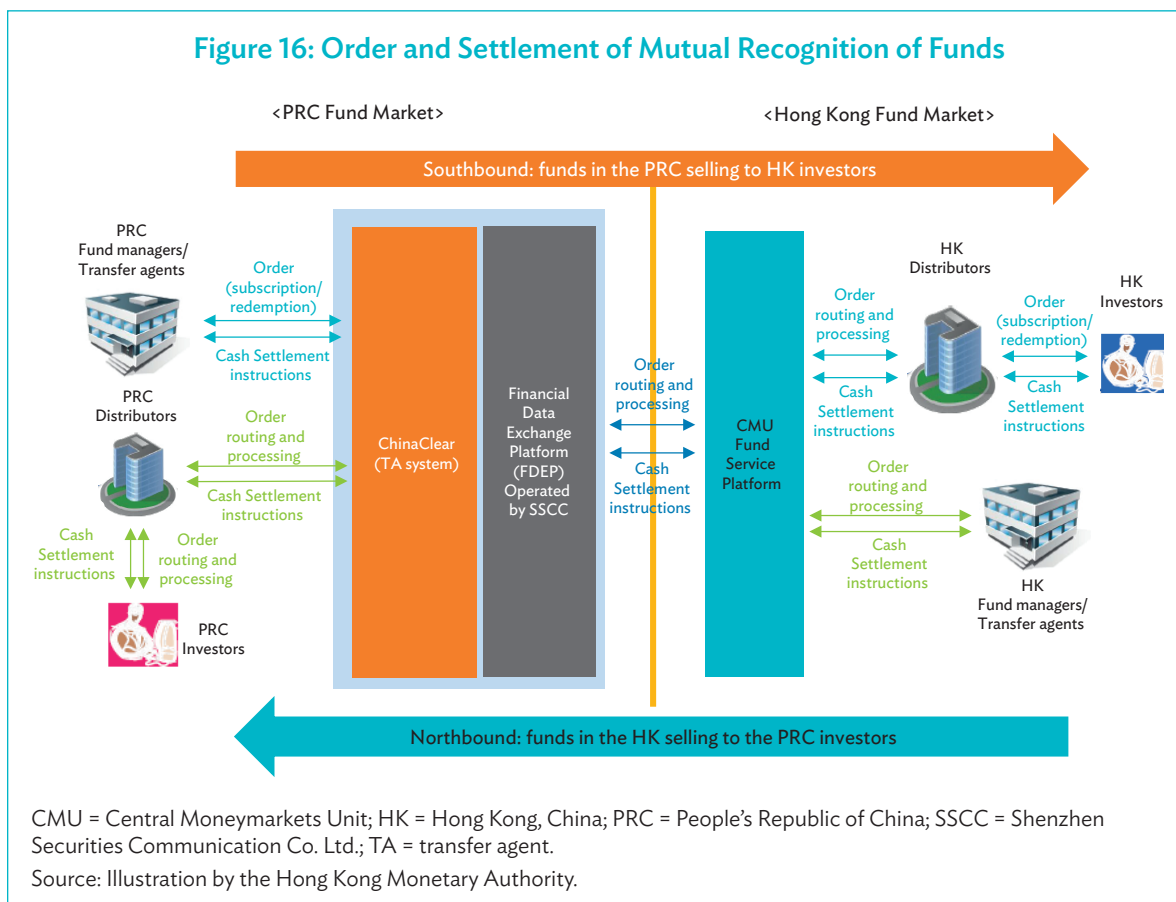 Figure 16: Order and Settlement of Mutual Recognition of Funds
<PRC Fund Market>
<Hong Kong Fund Market>
Southbound: funds in the PRC selling to HK investors
PRC
Fund managers/
Transfer agents
Order
(subscription/
redemption)
Cash Settlement
instructions
PRC
Distributors
Order
routing and
processing
Cash Settlement
instructions
Cash
Settlement
instructions
Order
routing and
processing
PRC
Investors
ChinaClear
(TA system)
Financial
Data
Exchange
Platform
(FDEP)
Operated
by SSCC
Order
routing and
processing
Cash
Settlement
instructions
CMU
Fund
Service
Platform
HK
Distributors
Order
routing and
processing
Cash
Settlement
instructions
HK
Investors
Order
(subscription/
redemption)
Cash
Settlement
instructions
Order
routing and
processing
Cash
Settlement
instructions
HK
Fund managers/
Transfer agents
Northbound: funds in the HK selling to the PRC investors
CMU = Central Moneymarkets Unit; HK = Hong Kong, China; PRC = People's Republic of China; SSCC = Shenzhen
Securities Communication Co. Ltd.; TA = transfer agent.
Source: Illustration by the Hong Kong Monetary Authority.